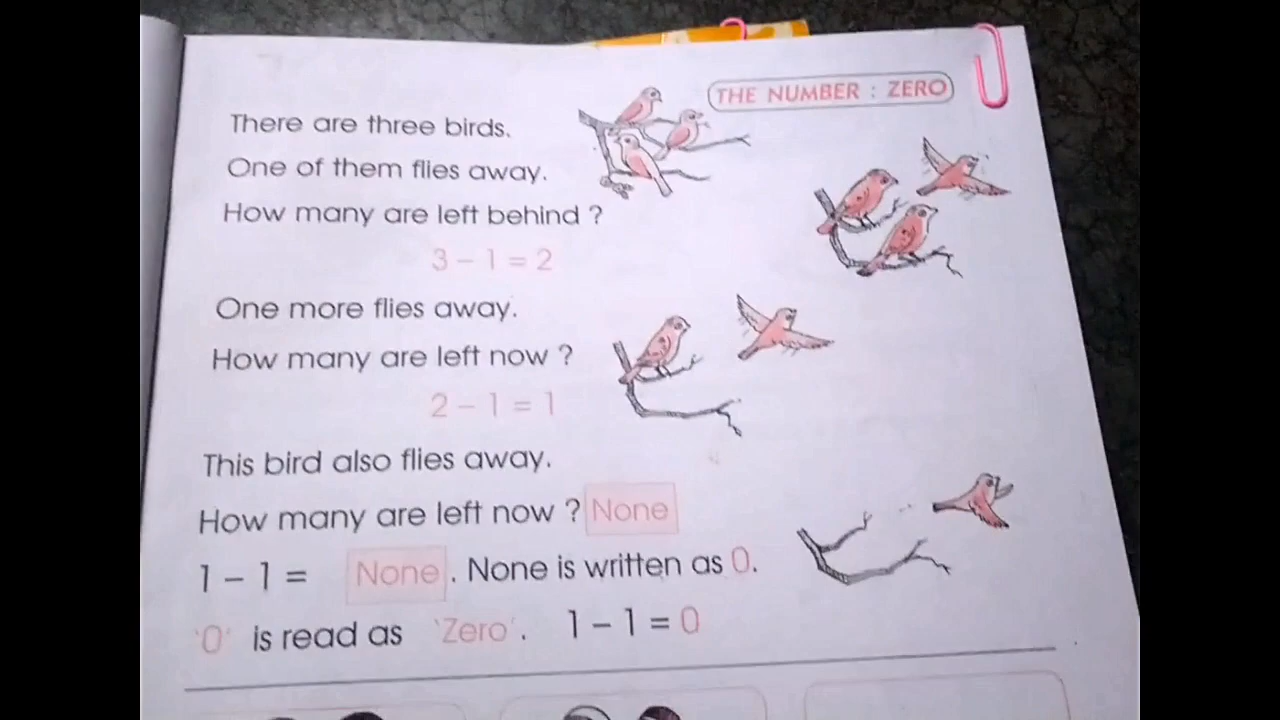 THE NUMBER : ZERO
There are three birds.
One of them flies away.
How many are left behind ?
3 – 1 = 2
One more flies away.
How many are left now ?
2 – 1 = 1
This bird also flies away.
How many are left now ? None
1 – 1 = None . None is written as 0.
'0' is read as 'Zero'. 1 – 1 = 0